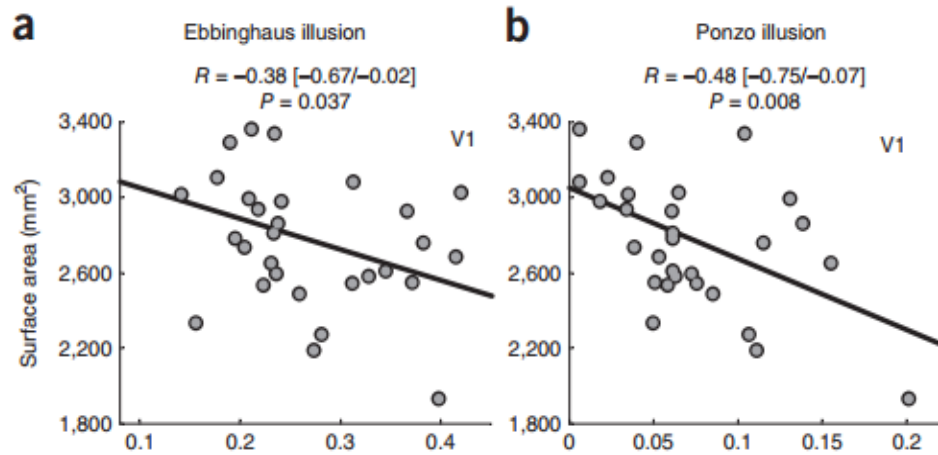 a Ebbinghaus illusion
R = –0.38 [–0.67/–0.02]
P = 0.037
V1
Surface area (mm²)
3,400
3,000
2,600
2,200
1,800
0.1 0.2 0.3 0.4
b Ponzo illusion
R = –0.48 [–0.75/–0.07]
P = 0.008
V1
3,400
3,000
2,600
2,200
1,800
0 0.05 0.1 0.15 0.2